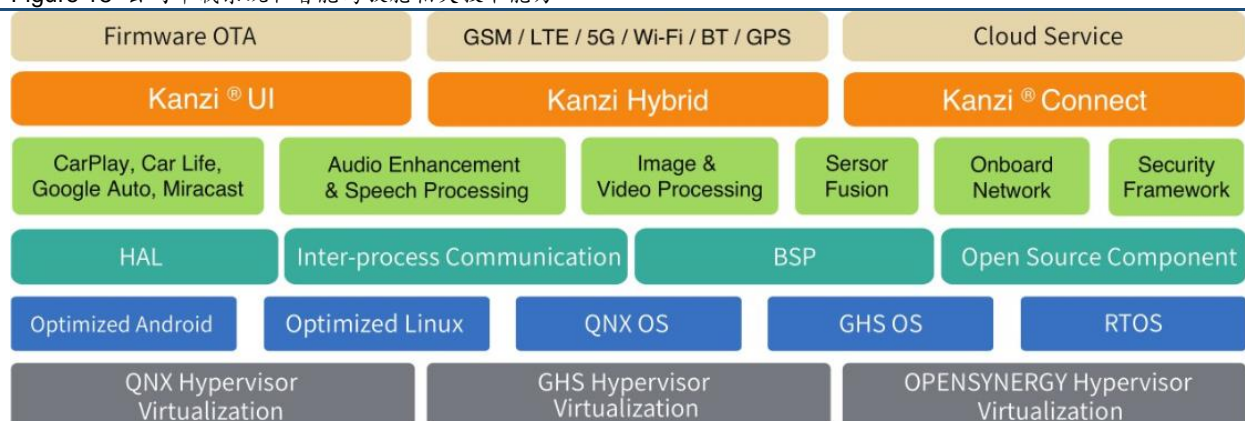 Firmware OTA
GSM / LTE / 5G / Wi-Fi / BT / GPS
Cloud Service
Kanzi ® UI
Kanzi Hybrid
Kanzi ® Connect
CarPlay, Car Life,
Google Auto, Miracast
Audio Enhancement
& Speech Processing
Image &
Video Processing
Sersor
Fusion
Onboard
Network
Security
Framework
HAL
Inter-process Communication
BSP
Open Source Component
Optimized Android
Optimized Linux
QNX OS
GHS OS
RTOS
QNX Hypervisor
Virtualization
GHS Hypervisor
Virtualization
OPENSYNERGY Hypervisor
Virtualization